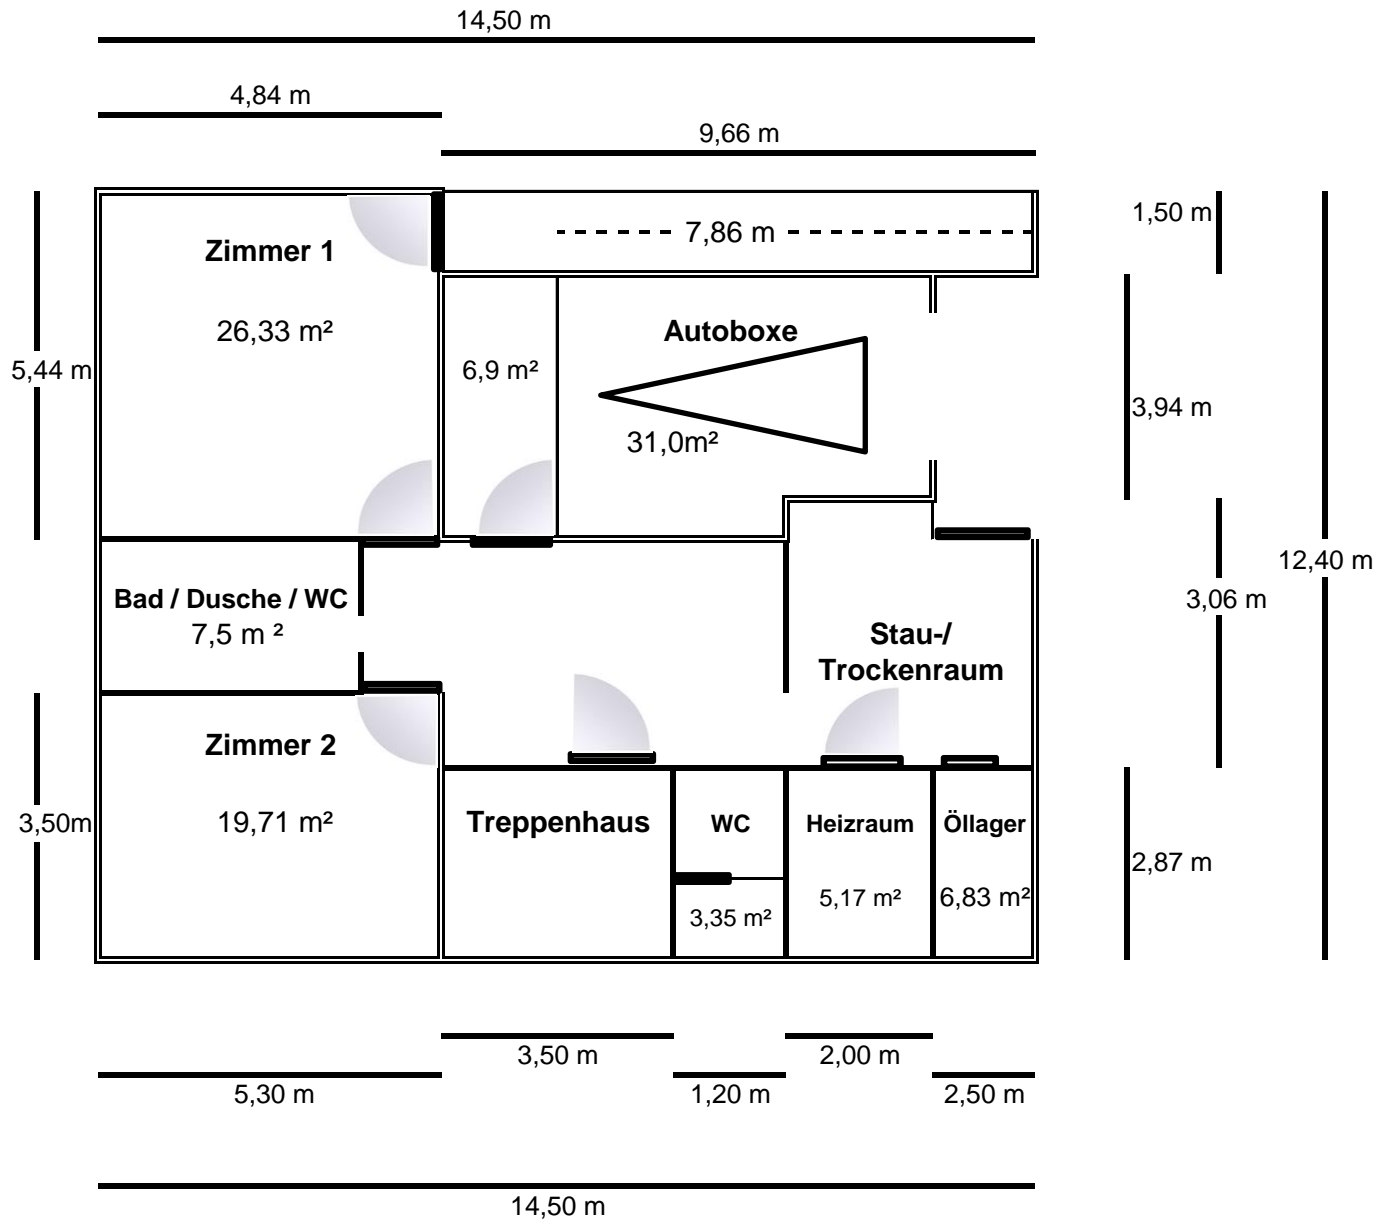 14,50 m
4,84 m
9,66 m
1,50 m
7,86 m
Zimmer 1
26,33 m²
Autoboxe
5,44 m
6,9 m²
3,94 m
31,0m²
12,40 m
Bad / Dusche / WC
7,5 m ²
3,06 m
Stau-/
Trockenraum
Zimmer 2
3,50m
19,71 m²
Treppenhaus
WC
Heizraum
Öllager
2,87 m
3,35 m²
5,17 m²
6,83 m²
3,50 m
2,00 m
5,30 m
1,20 m
2,50 m
14,50 m